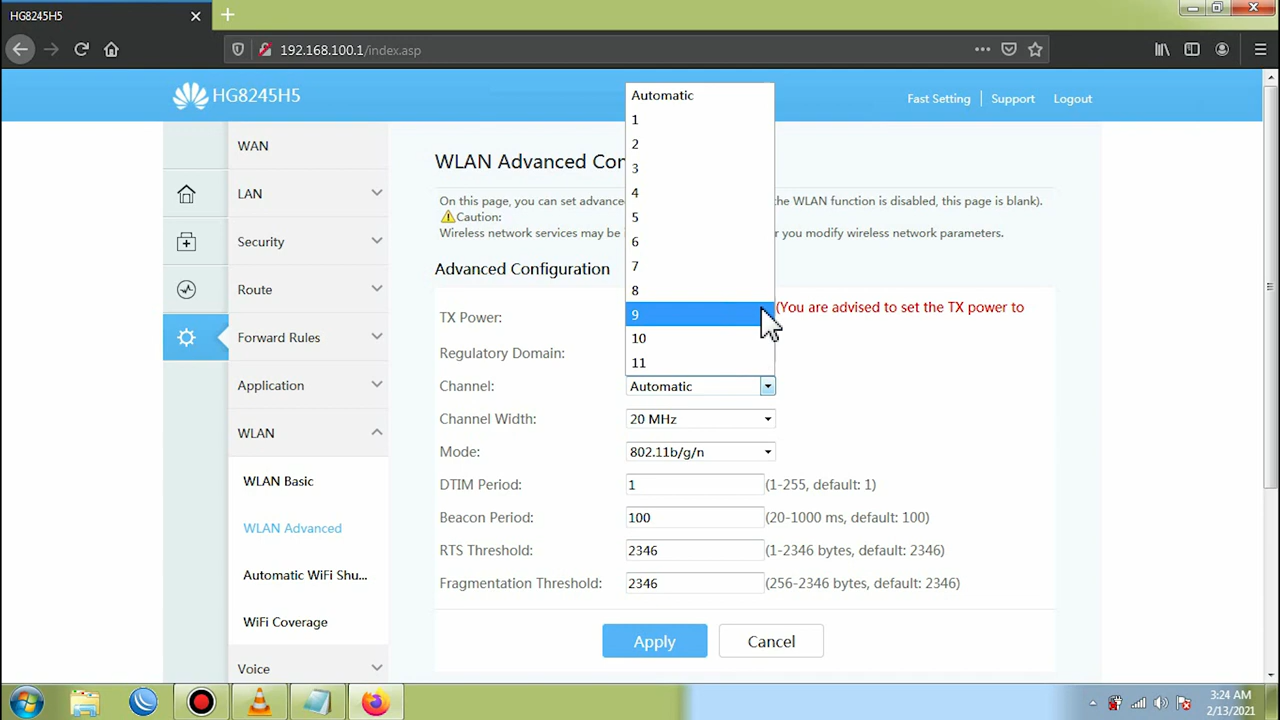 HG8245H5
192.168.100.1/index.asp
HG8245H5
Fast Setting
Support
Logout
WAN
LAN
Security
Route
Forward Rules
Application
WLAN
WLAN Basic
WLAN Advanced
Automatic WiFi Shu...
WiFi Coverage
Voice
WLAN Advanced Con
On this page, you can set advanc
the WLAN function is disabled, this page is blank).
Caution:
Wireless network services may be i
r you modify wireless network parameters.
Advanced Configuration
Automatic
1
2
3
4
5
6
7
8
9
10
11
TX Power:
(You are advised to set the TX power to
Regulatory Domain:
Channel: Automatic
Channel Width: 20 MHz
Mode: 802.11b/g/n
DTIM Period: 1 (1-255, default: 1)
Beacon Period: 100 (20-1000 ms, default: 100)
RTS Threshold: 2346 (1-2346 bytes, default: 2346)
Fragmentation Threshold: 2346 (256-2346 bytes, default: 2346)
Apply
Cancel
3:24 AM
2/13/2021